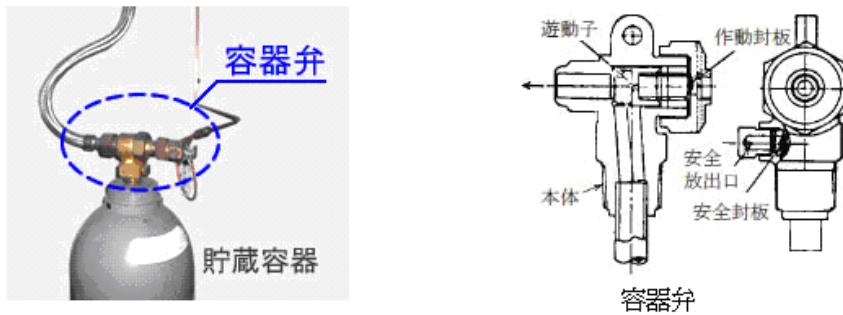 容器弁
貯蔵容器
遊動子
作動封板
安全
放出口
本体
安全封板
容器弁